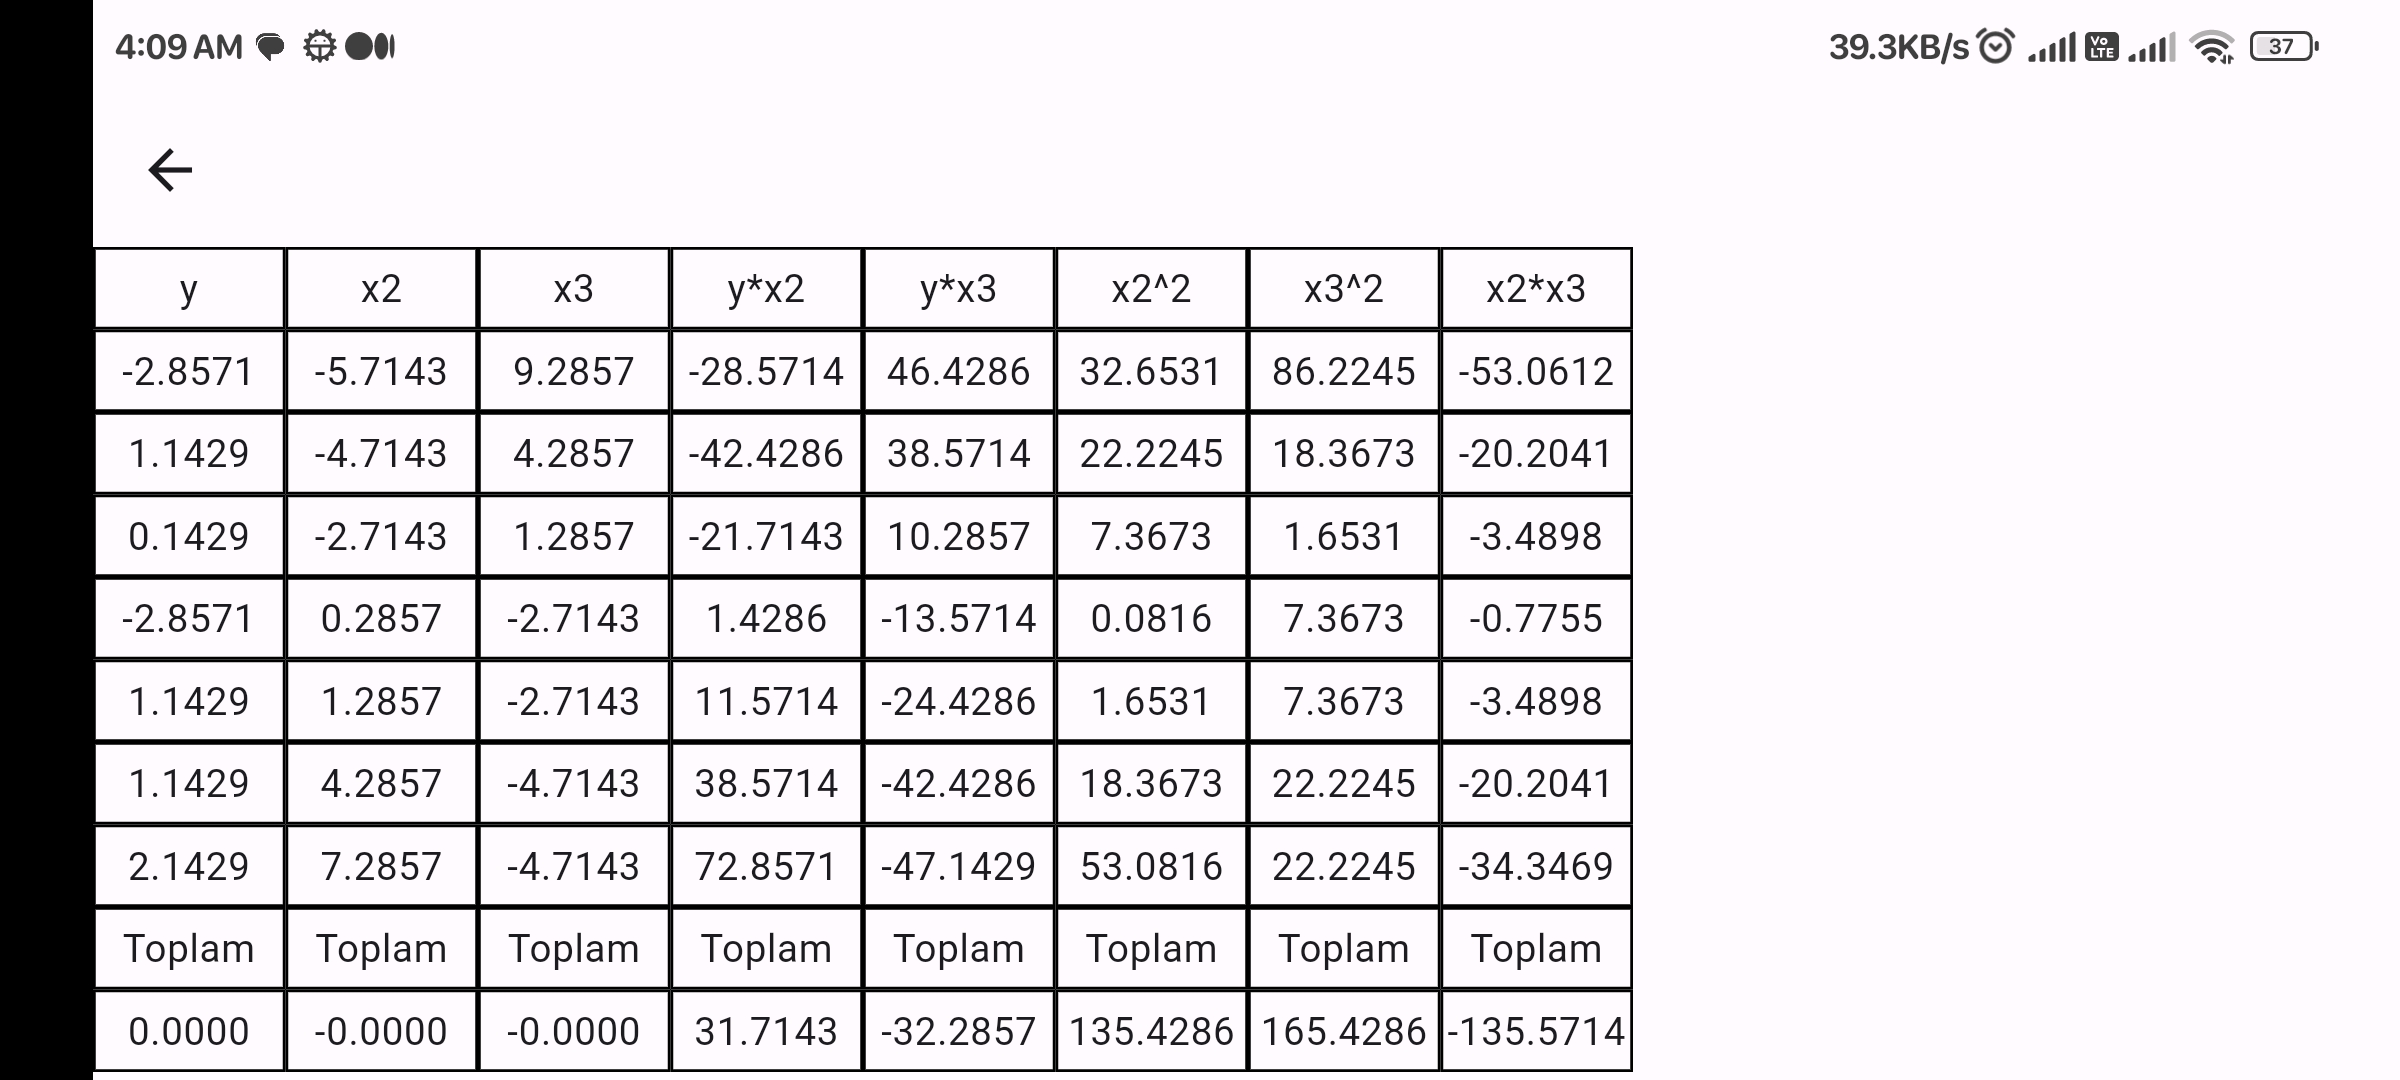 4:09 AM 39.3KB/s Vo LTE 37
y x2 x3 y*x2 y*x3 x2^2 x3^2 x2*x3
-2.8571 -5.7143 9.2857 -28.5714 46.4286 32.6531 86.2245 -53.0612
1.1429 -4.7143 4.2857 -42.4286 38.5714 22.2245 18.3673 -20.2041
0.1429 -2.7143 1.2857 -21.7143 10.2857 7.3673 1.6531 -3.4898
-2.8571 0.2857 -2.7143 1.4286 -13.5714 0.0816 7.3673 -0.7755
1.1429 1.2857 -2.7143 11.5714 -24.4286 1.6531 7.3673 -3.4898
1.1429 4.2857 -4.7143 38.5714 -42.4286 18.3673 22.2245 -20.2041
2.1429 7.2857 -4.7143 72.8571 -47.1429 53.0816 22.2245 -34.3469
Toplam Toplam Toplam Toplam Toplam Toplam Toplam Toplam
0.0000 -0.0000 -0.0000 31.7143 -32.2857 135.4286 165.4286 -135.5714